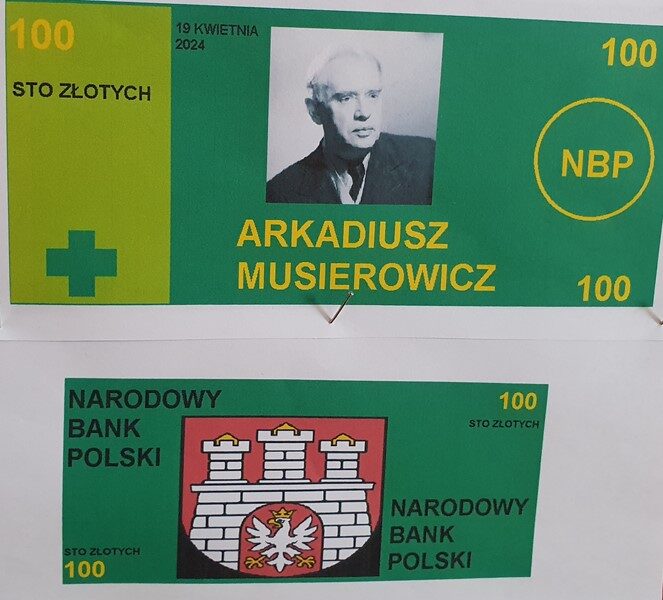 100
STO ZŁOTYCH
19 KWIETNIA
2024
100
NBP
ARKADIUSZ
MUSIEROWICZ
100
NARODOWY
BANK
POLSKI
100
STO ZŁOTYCH
NARODOWY
BANK
POLSKI
STO ZŁOTYCH
100